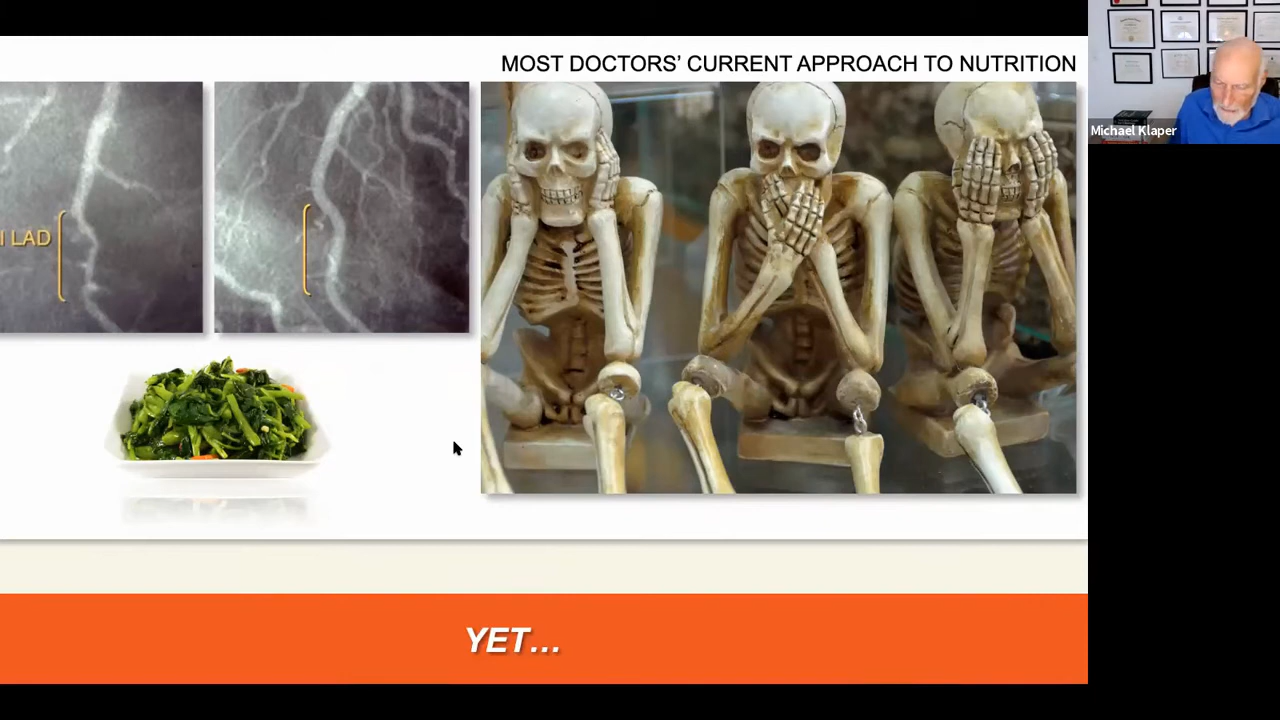 MOST DOCTORS’ CURRENT APPROACH TO NUTRITION
Michael Klaper
LAD
YET...